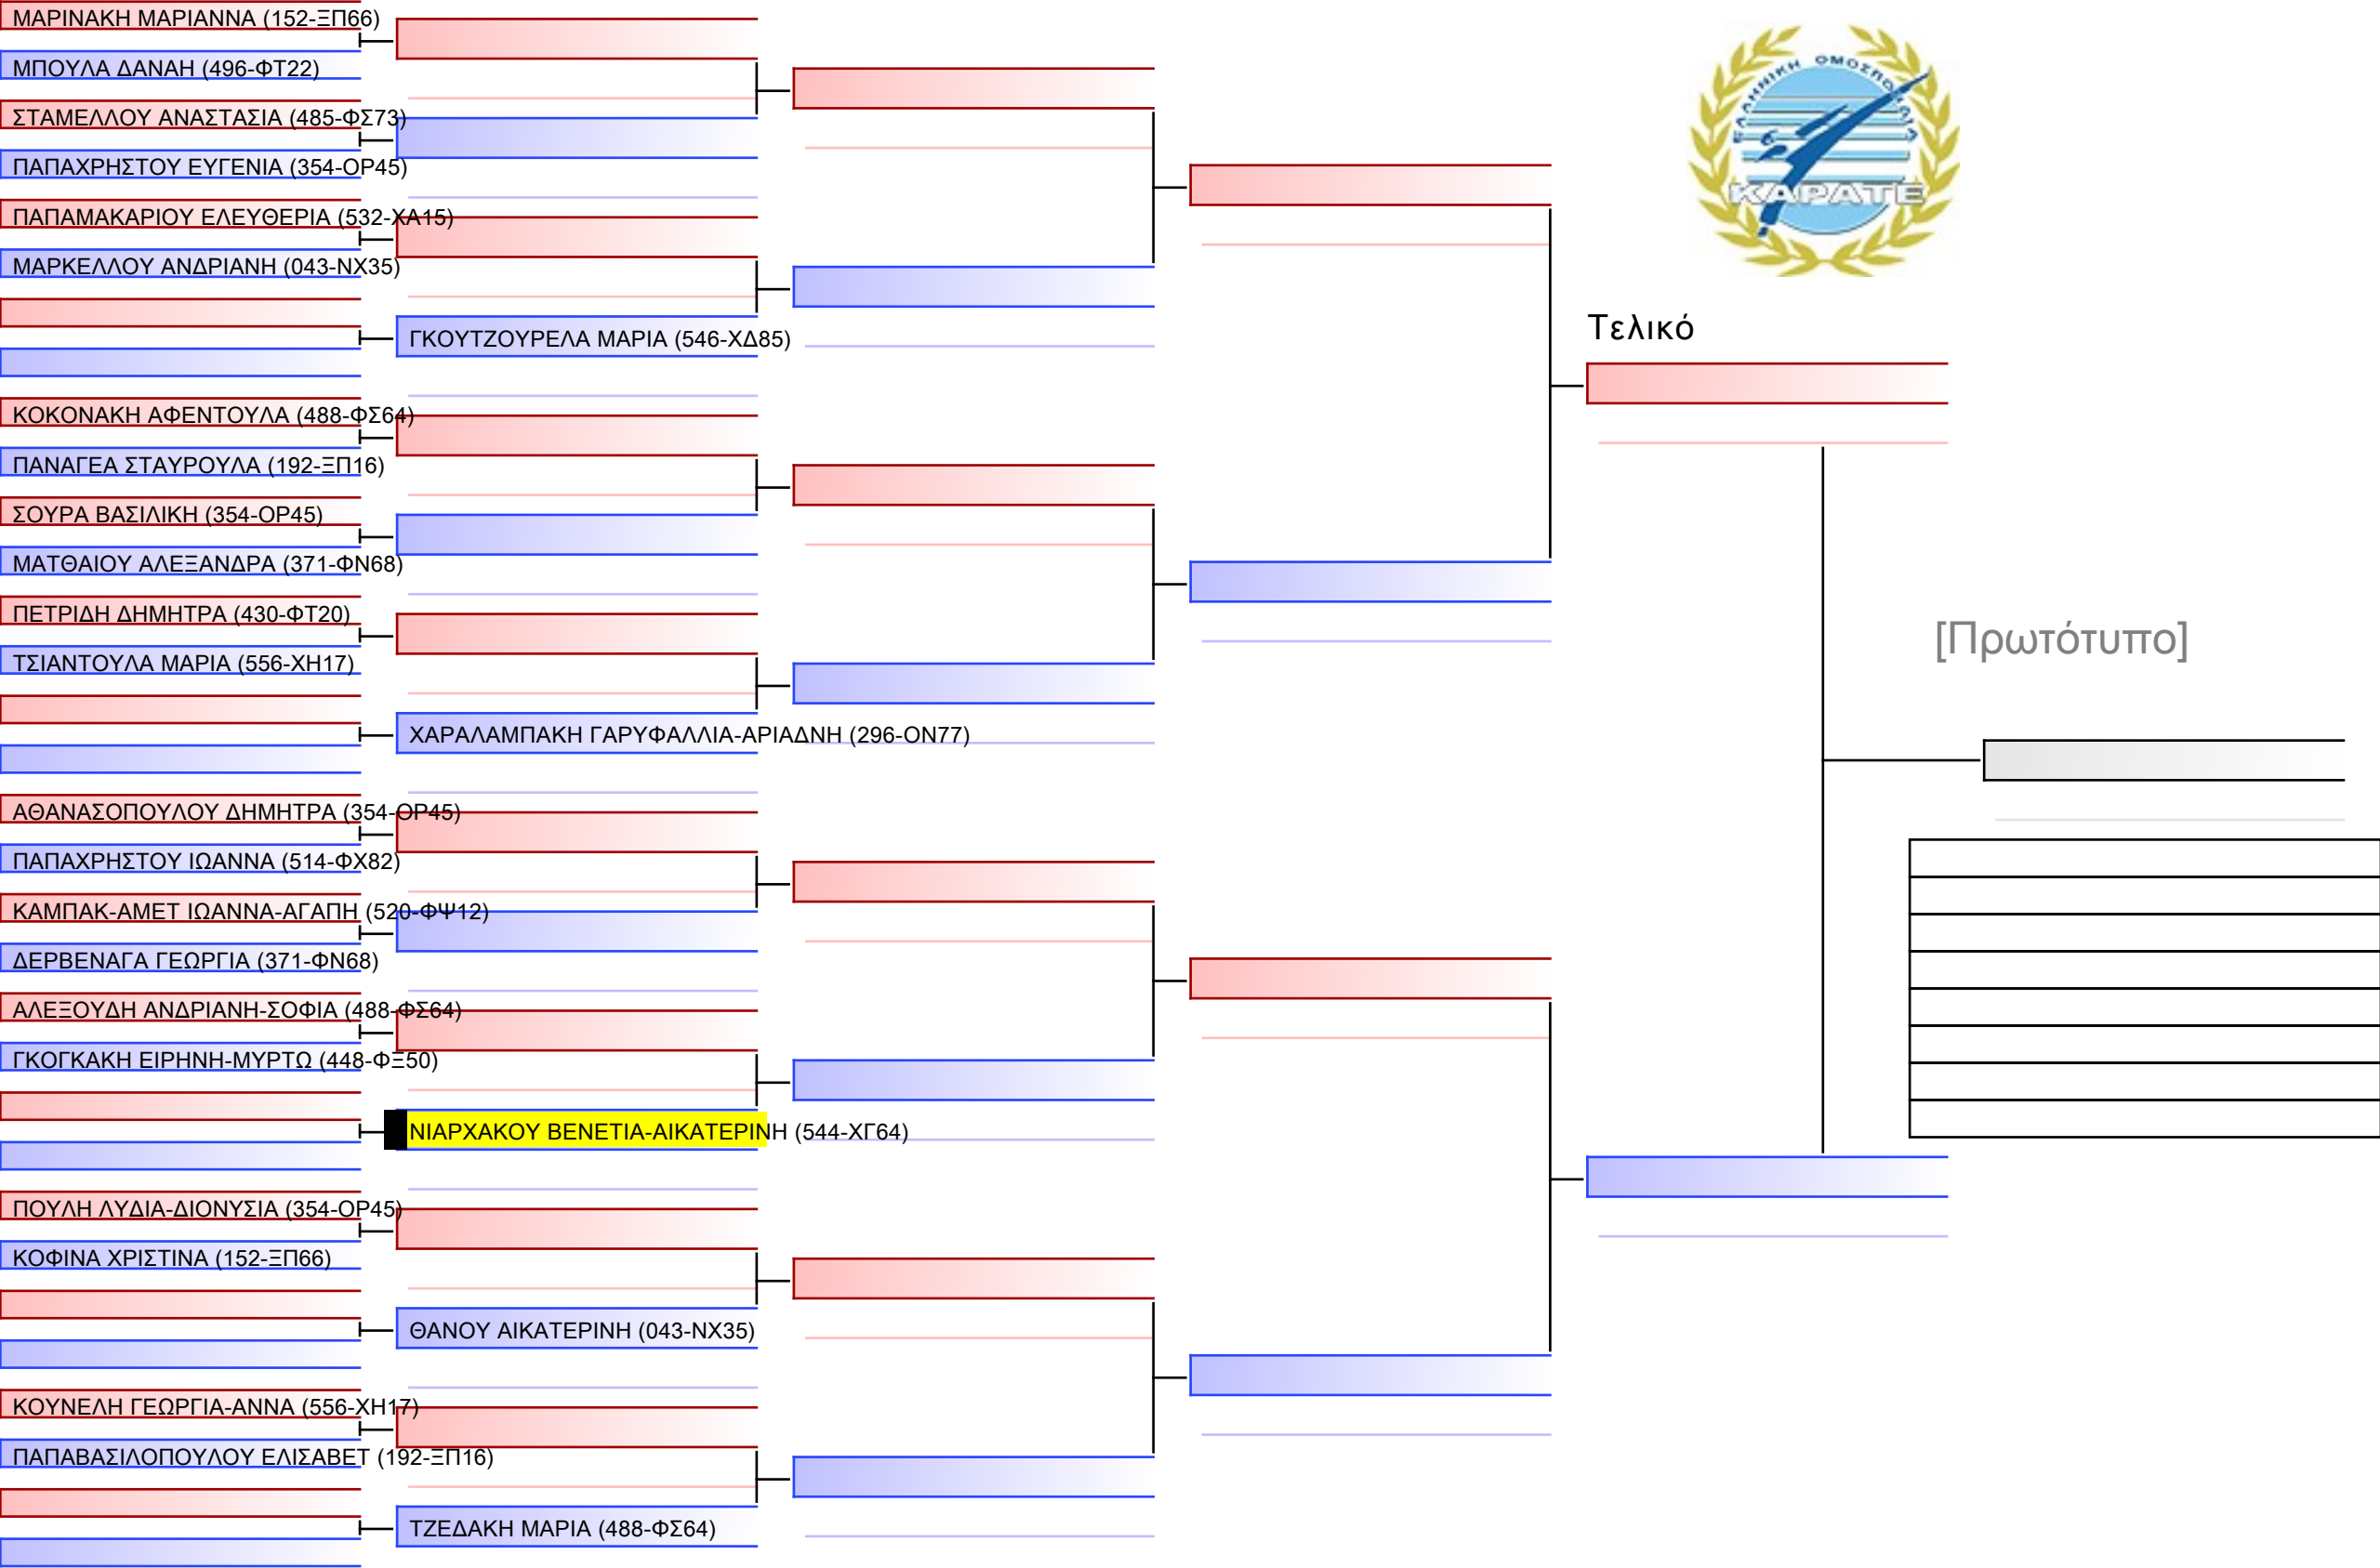 ΜΑΡΙΝΑΚΗ ΜΑΡΙΑΝΝΑ (152-ΞΠ66)
ΜΠΟΥΛΑ ΔΑΝΑΗ (496-ΦΤ22)
ΣΤΑΜΕΛΛΟΥ ΑΝΑΣΤΑΣΙΑ (485-ΦΣ73)
ΠΑΠΑΧΡΗΣΤΟΥ ΕΥΓΕΝΙΑ (354-ΟΡ45)
ΠΑΠΑΜΑΚΑΡΙΟΥ ΕΛΕΥΘΕΡΙΑ (532-ΧΑ15)
ΜΑΡΚΕΛΛΟΥ ΑΝΔΡΙΑΝΗ (043-ΝΧ35)
ΓΚΟΥΤΖΟΥΡΕΛΑ ΜΑΡΙΑ (546-ΧΔ85)
ΚΟΚΟΝΑΚΗ ΑΦΕΝΤΟΥΛΑ (488-ΦΣ64)
ΠΑΝΑΓΕΑ ΣΤΑΥΡΟΥΛΑ (192-ΞΠ16)
ΣΟΥΡΑ ΒΑΣΙΛΙΚΗ (354-ΟΡ45)
ΜΑΤΘΑΙΟΥ ΑΛΕΞΑΝΔΡΑ (371-ΦΝ68)
ΠΕΤΡΙΔΗ ΔΗΜΗΤΡΑ (430-ΦΤ20)
ΤΣΙΑΝΤΟΥΛΑ ΜΑΡΙΑ (556-ΧΗ17)
ΧΑΡΑΛΑΜΠΑΚΗ ΓΑΡΥΦΑΛΛΙΑ-ΑΡΙΑΔΝΗ (296-ΟΝ77)
ΑΘΑΝΑΣΟΠΟΥΛΟΥ ΔΗΜΗΤΡΑ (354-ΟΡ45)
ΠΑΠΑΧΡΗΣΤΟΥ ΙΩΑΝΝΑ (514-ΦΧ82)
ΚΑΜΠΑΚ-ΑΜΕΤ ΙΩΑΝΝΑ-ΑΓΑΠΗ (520-ΦΨ12)
ΔΕΡΒΕΝΑΓΑ ΓΕΩΡΓΙΑ (371-ΦΝ68)
ΑΛΕΞΟΥΔΗ ΑΝΔΡΙΑΝΗ-ΣΟΦΙΑ (488-ΦΣ64)
ΓΚΟΓΚΑΚΗ ΕΙΡΗΝΗ-ΜΥΡΤΩ (448-ΦΞ50)
ΝΙΑΡΧΑΚΟΥ ΒΕΝΕΤΙΑ-ΑΙΚΑΤΕΡΙΝΗ (544-ΧΓ64)
ΠΟΥΛΗ ΛΥΔΙΑ-ΔΙΟΝΥΣΙΑ (354-ΟΡ45)
ΚΟΦΙΝΑ ΧΡΙΣΤΙΝΑ (152-ΞΠ66)
ΘΑΝΟΥ ΑΙΚΑΤΕΡΙΝΗ (043-ΝΧ35)
ΚΟΥΝΕΛΗ ΓΕΩΡΓΙΑ-ΑΝΝΑ (556-ΧΗ17)
ΠΑΠΑΒΑΣΙΛΟΠΟΥΛΟΥ ΕΛΙΣΑΒΕΤ (192-ΞΠ16)
ΤΖΕΔΑΚΗ ΜΑΡΙΑ (488-ΦΣ64)
ΕΛΛΗΝΙΚΗ ΟΜΟΣΠΟΝΔΙΑ
ΚΑΡΑΤΕ
Τελικό
[Πρωτότυπο]